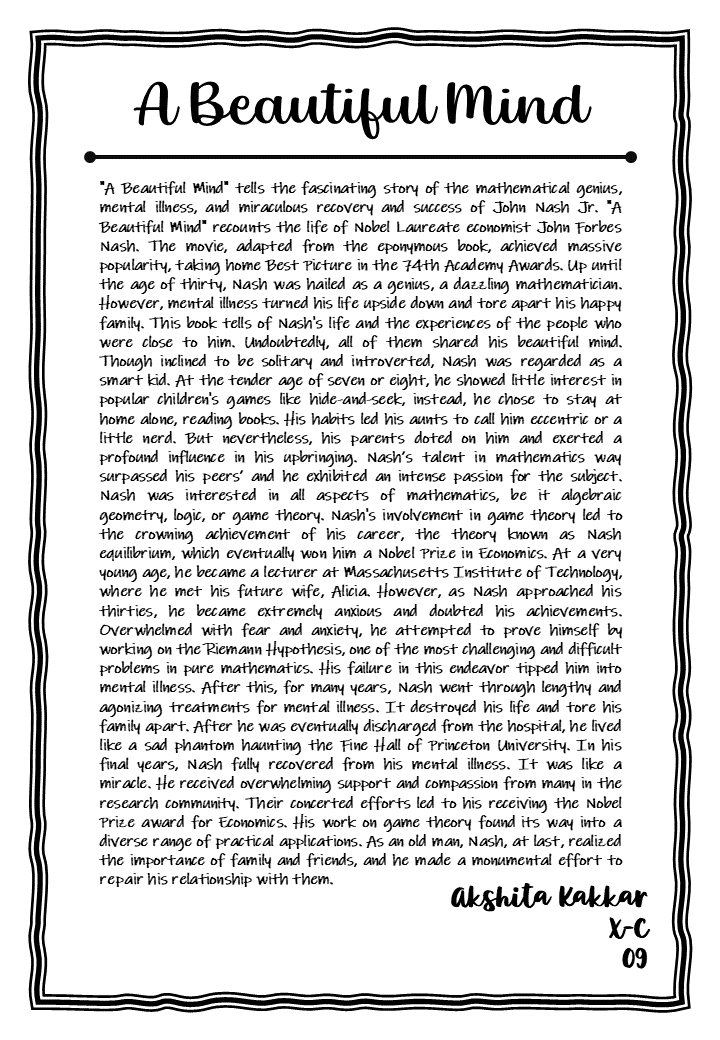 A Beautiful Mind
"A Beautiful Mind" tells the fascinating story of the mathematical genius,
mental illness, and miraculous recovery and success of John Nash Jr. "A
Beautiful Mind" recounts the life of Nobel Laureate economist John Forbes
Nash. The movie, adapted from the eponymous book, achieved massive
popularity, taking home Best Picture in the 74th Academy Awards. Up until
the age of thirty, Nash was hailed as a genius, a dazzling mathematician.
However, mental illness turned his life upside down and tore apart his happy
family. This book tells of Nash's life and the experiences of the people who
were close to him. Undoubtedly, all of them shared his beautiful mind.
Though inclined to be solitary and introverted, Nash was regarded as a
smart kid. At the tender age of seven or eight, he showed little interest in
popular children's games like hide-and-seek, instead, he chose to stay at
home alone, reading books. His habits led his aunts to call him eccentric or a
little nerd. But nevertheless, his parents doted on him and exerted a
profound influence in his upbringing. Nash's talent in mathematics way
surpassed his peers' and he exhibited an intense passion for the subject.
Nash was interested in all aspects of mathematics, be it algebraic
geometry, logic, or game theory. Nash's involvement in game theory led to
the crowning achievement of his career, the theory known as Nash
equilibrium, which eventually won him a Nobel Prize in Economics. At a very
young age, he became a lecturer at Massachusetts Institute of Technology,
where he met his future wife, Alicia. However, as Nash approached his
thirties, he became extremely anxious and doubted his achievements.
Overwhelmed with fear and anxiety, he attempted to prove himself by
working on the Riemann Hypothesis, one of the most challenging and difficult
problems in pure mathematics. His failure in this endeavor tipped him into
mental illness. After this, for many years, Nash went through lengthy and
agonizing treatments for mental illness. It destroyed his life and tore his
family apart. After he was eventually discharged from the hospital, he lived
like a sad phantom haunting the Fine Hall of Princeton University. In his
final years, Nash fully recovered from his mental illness. It was like a
miracle. He received overwhelming support and compassion from many in the
research community. Their concerted efforts led to his receiving the Nobel
Prize award for Economics. His work on game theory found its way into a
diverse range of practical applications. As an old man, Nash, at last, realized
the importance of family and friends, and he made a monumental effort to
repair his relationship with them.
Akshita Kakkar
X-C
09